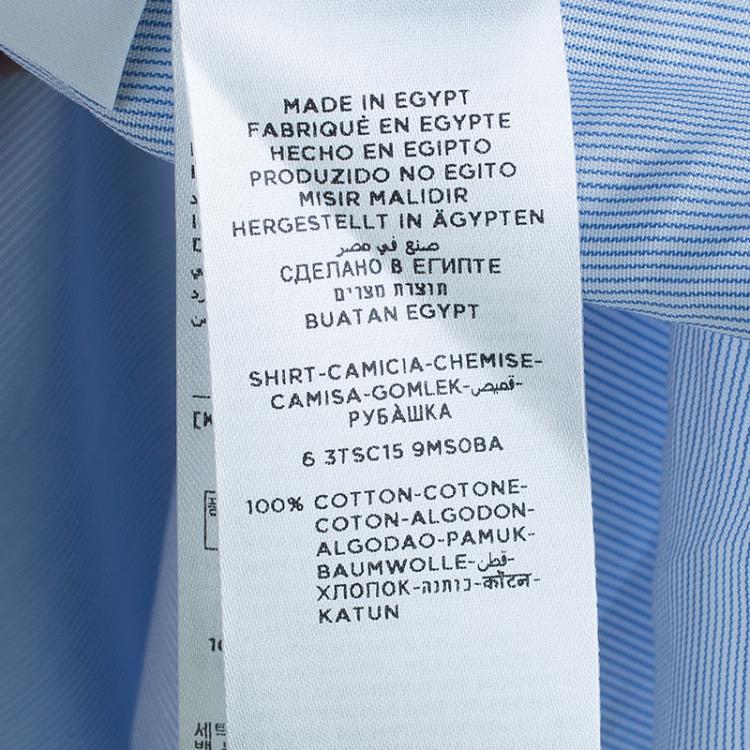 MADE IN EGYPT
FABRIQUÈ EN EGYPTE
HECHO EN EGIPTO
PRODUZIDO NO EGITO
MISIR MALIDIR
HERGESTELLT IN ÄGYPTEN
صنع في مصر
СДЕЛАНО В ЕГИПТЕ
תוצרת מצרים
BUATAN EGYPT
SHIRT-CAMICIA-CHEMISE-
CAMISA-GOMLEK-قميص-
РУБÀШКА
6 3TSC15 9MS0BA
100% COTTON-COTONE-
COTON-ALGODON-
ALGODAO-PAMUK-
BAUMWOLLE-قطن-
ХЛОПОК-כותנה-कॉटन-
KATUN